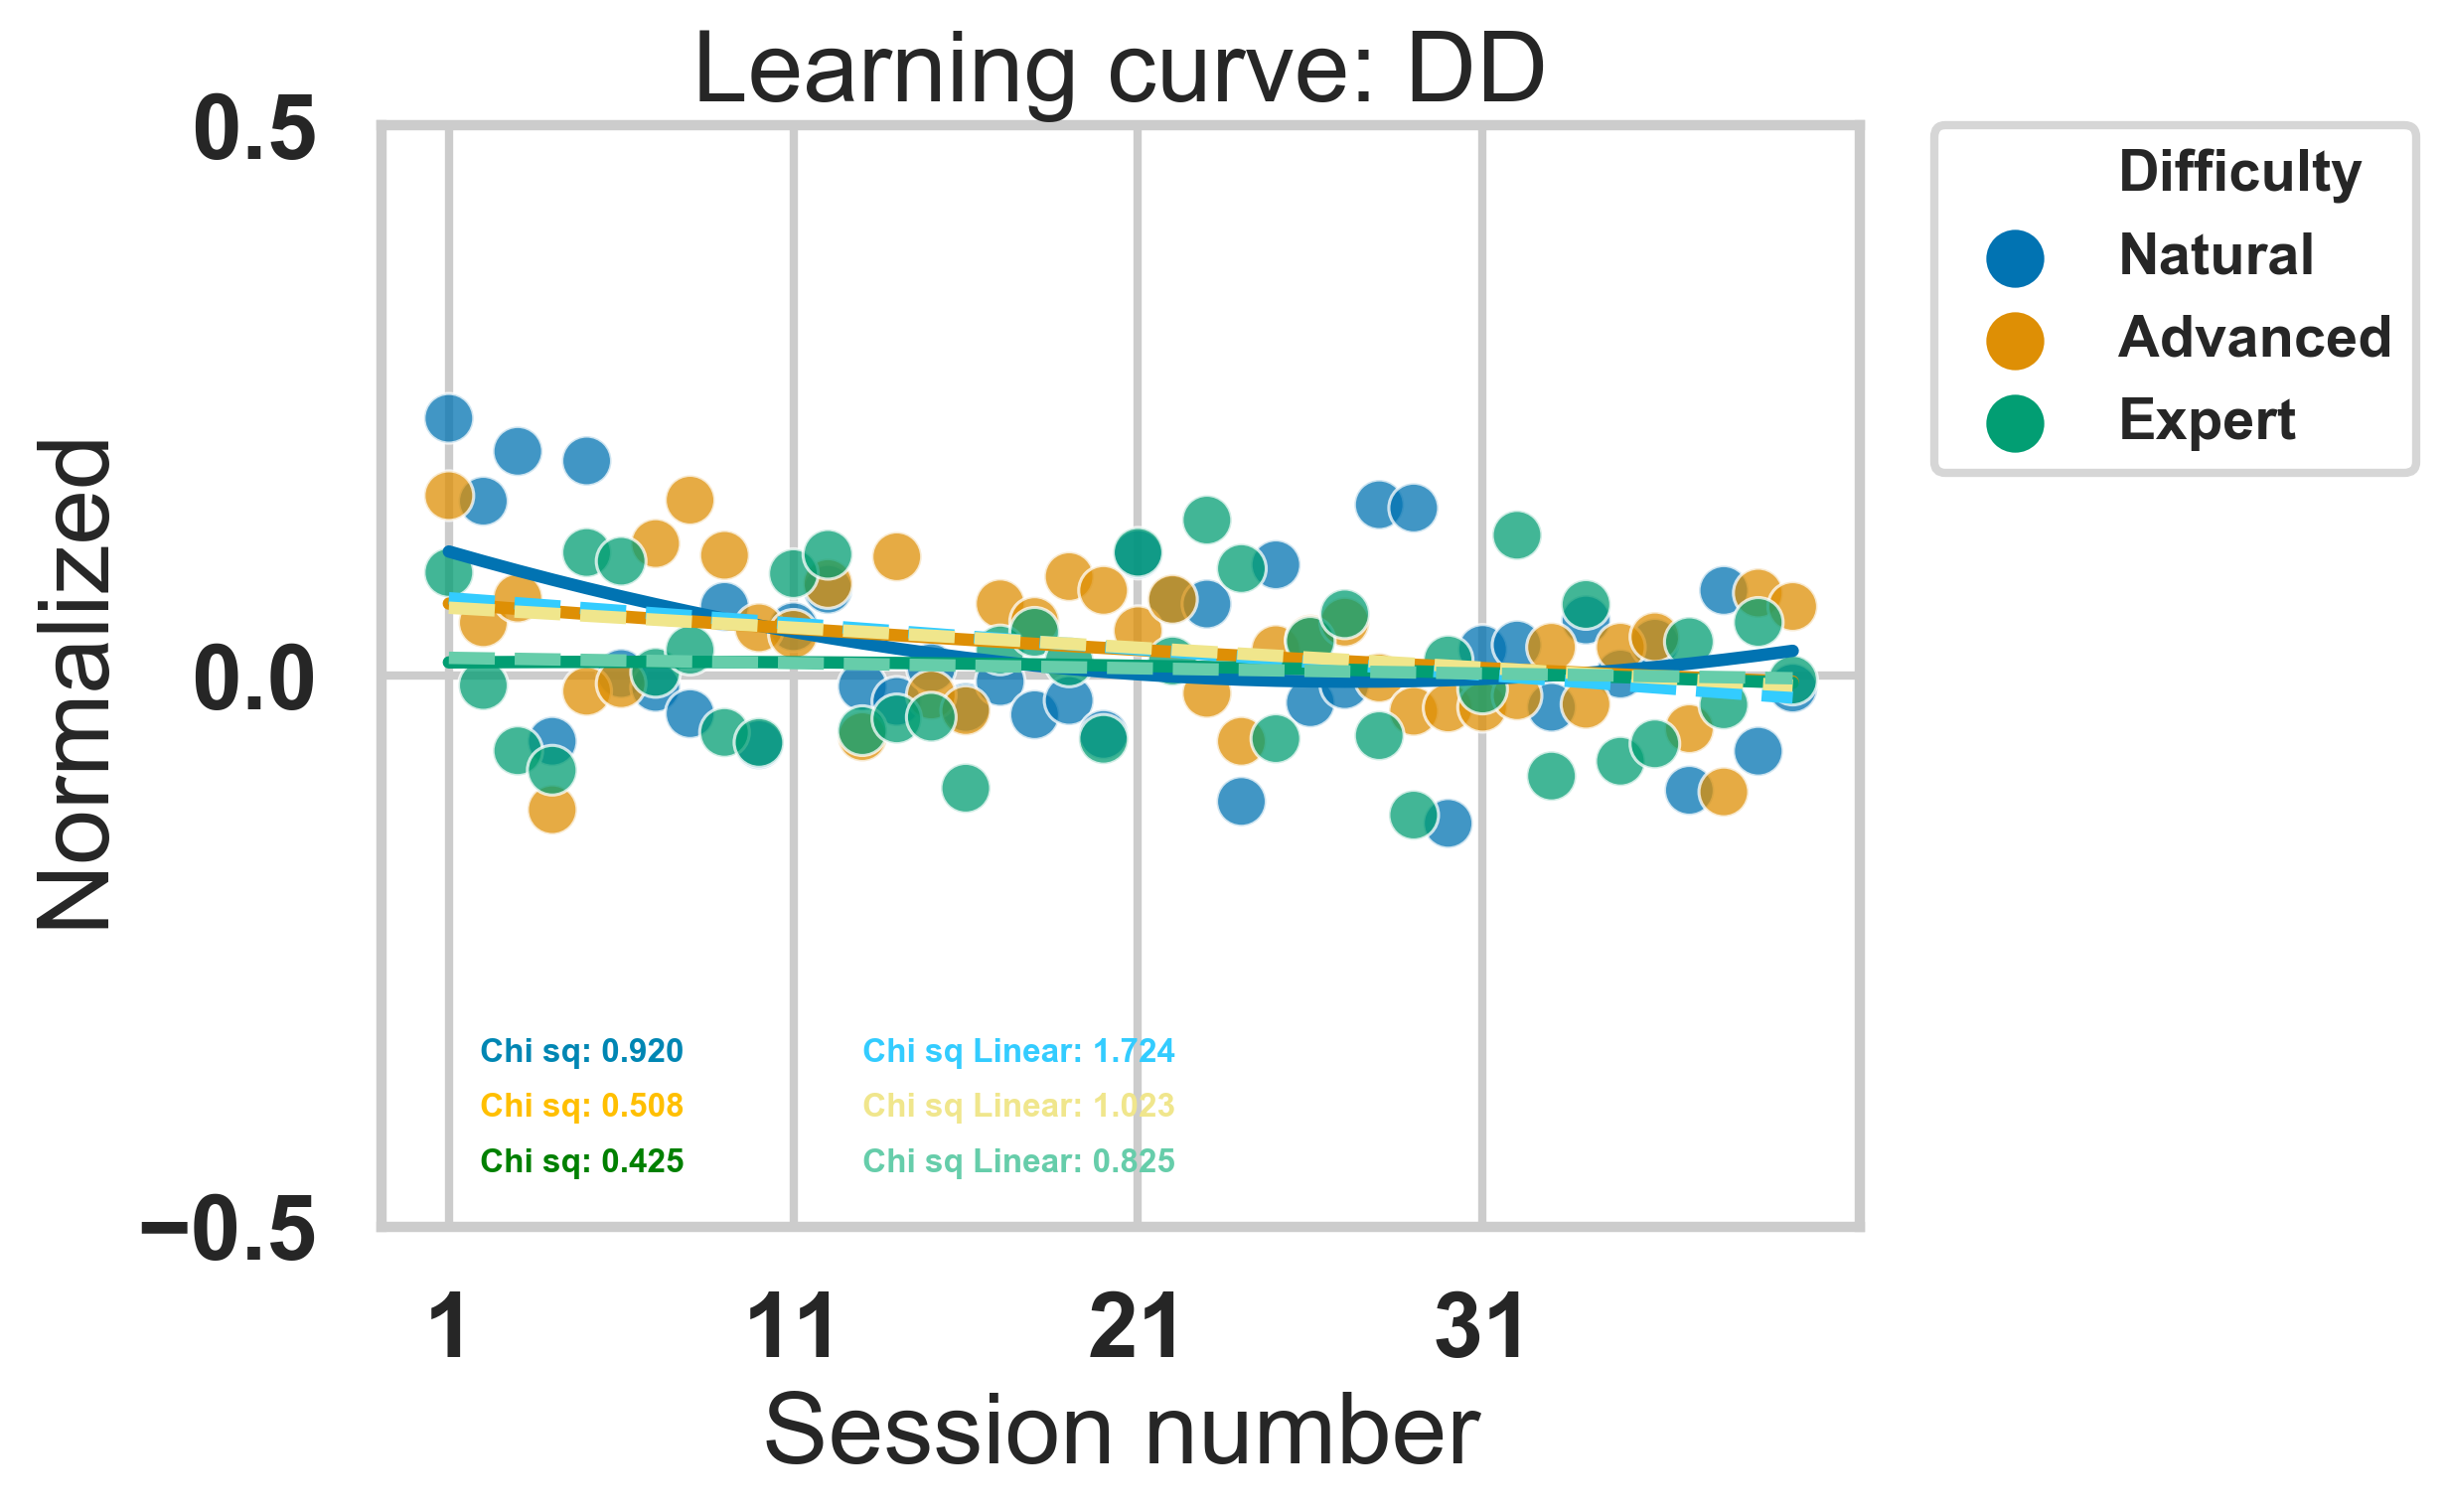 Learning curve: DD
0.5
0.0
−0.5
Normalized
Difficulty
Natural
Advanced
Expert
Chi sq: 0.920 Chi sq Linear: 1.724
Chi sq: 0.508 Chi sq Linear: 1.023
Chi sq: 0.425 Chi sq Linear: 0.825
1 11 21 31
Session number